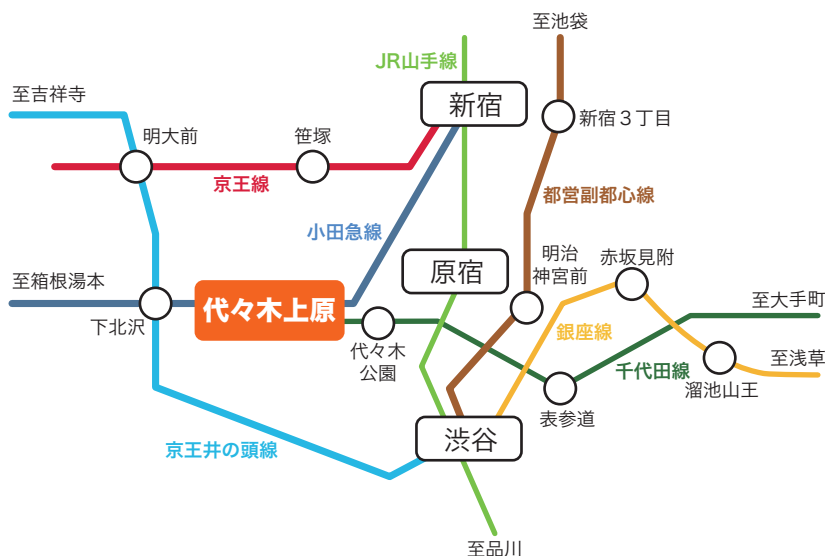 至池袋
JR山手線
至吉祥寺
新宿
新宿３丁目
明大前
笹塚
京王線
都営副都心線
小田急線
明治
神宮前
赤坂見附
原宿
至箱根湯本
代々木上原
至大手町
下北沢
銀座線
代々木
公園
至浅草
千代田線
溜池山王
表参道
渋谷
京王井の頭線
至品川